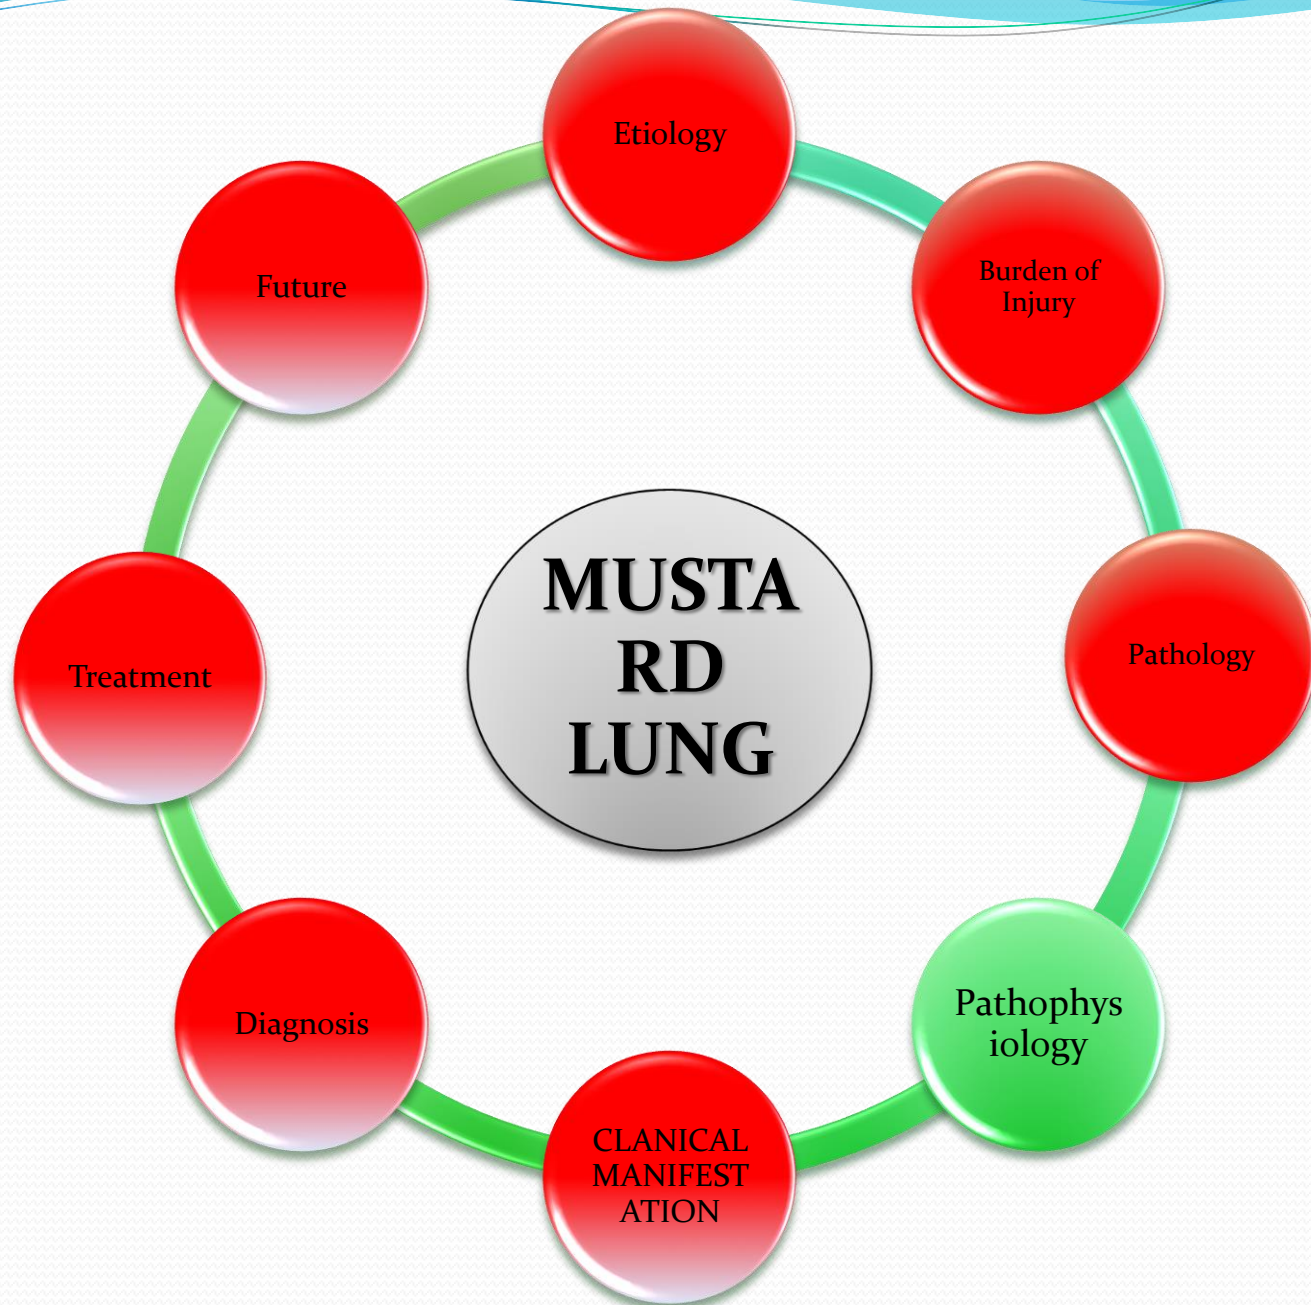 Etiology
Burden of
Injury
Pathology
Pathophys
iology
CLANICAL
MANIFEST
ATION
Diagnosis
Treatment
Future
MUSTA
RD
LUNG